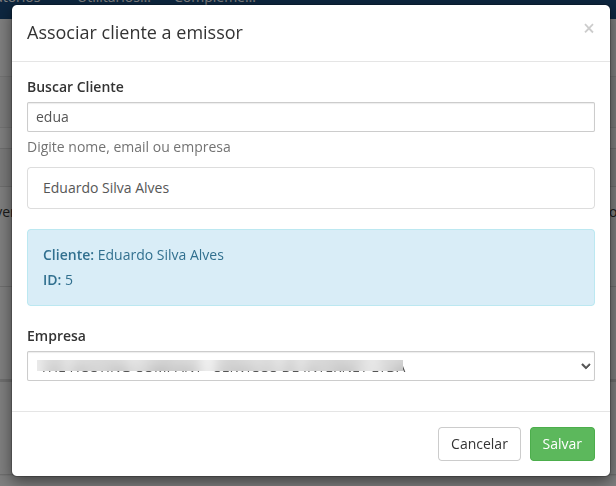 Associar cliente a emissor
×
Buscar Cliente
edua
Digite nome, email ou empresa
Eduardo Silva Alves
Cliente: Eduardo Silva Alves
ID: 5
Empresa
Cancelar
Salvar